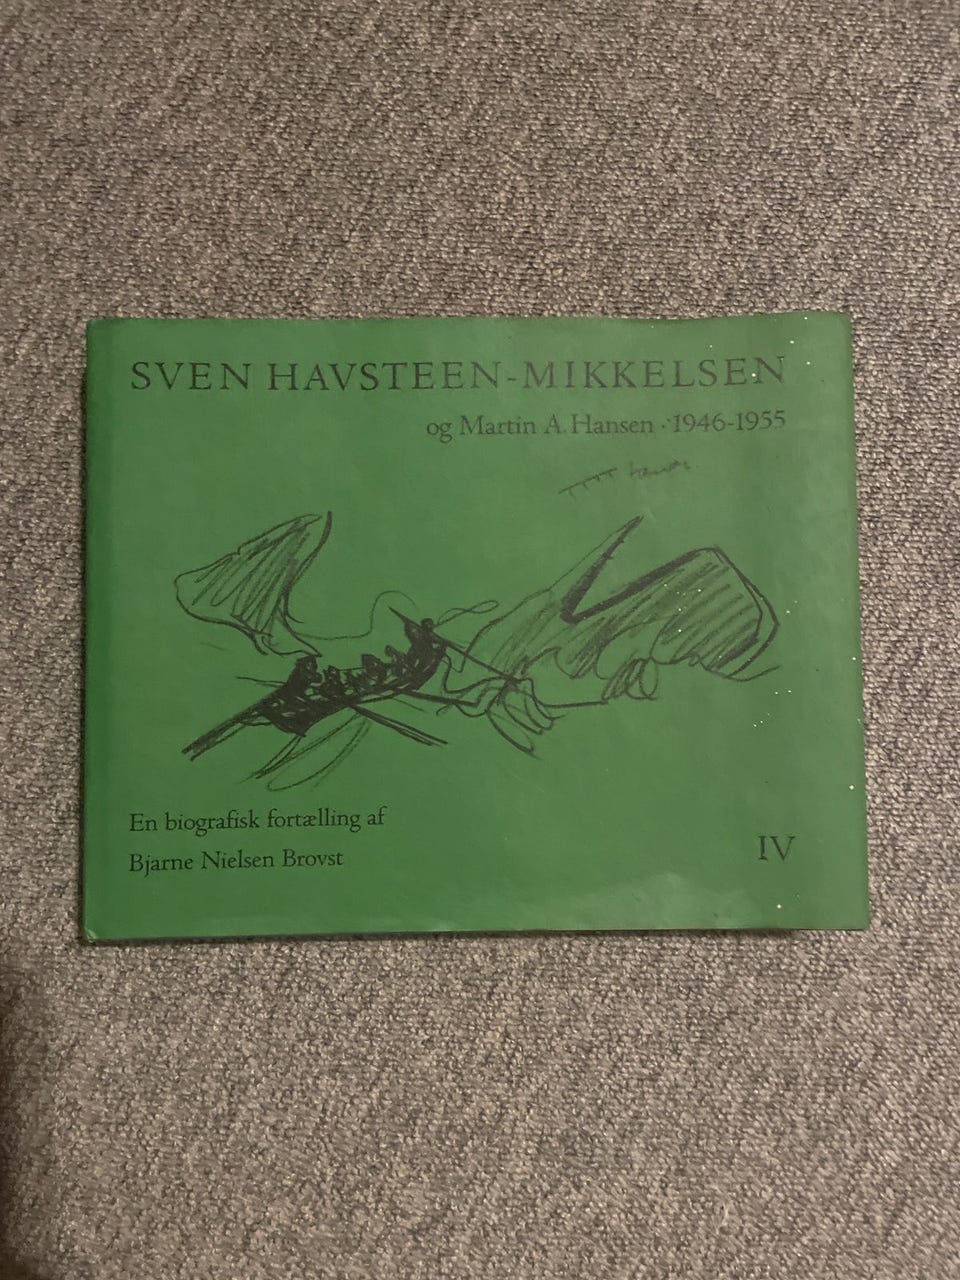 SVEN HAVSTEEN-MIKKELSEN
og Martin A. Hansen · 1946-1955
En biografisk fortælling af
Bjarne Nielsen Brovst
IV